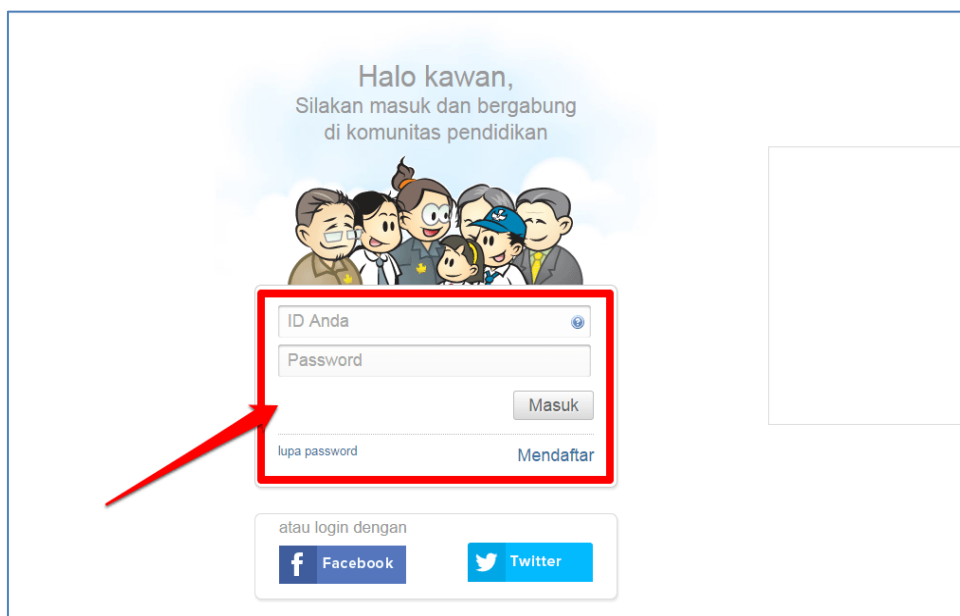 Halo kawan,
Silakan masuk dan bergabung
di komunitas pendidikan
ID Anda
Password
Masuk
lupa password
Mendaftar
atau login dengan
Facebook
Twitter